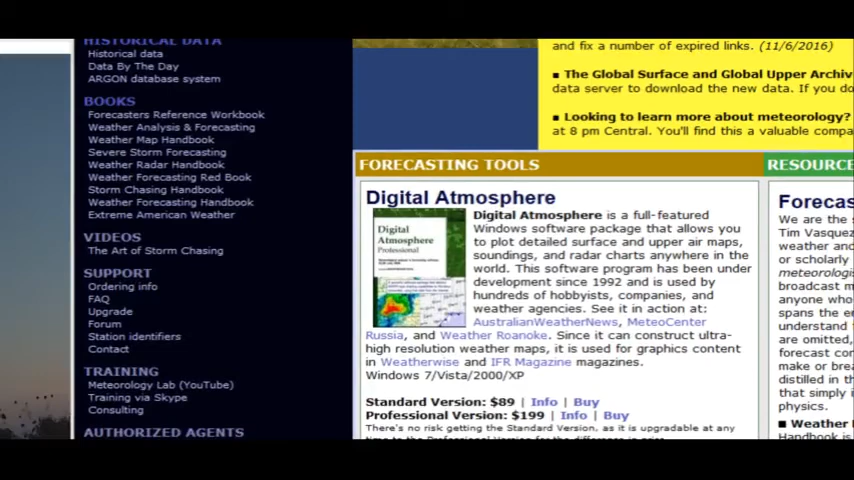 HISTORICAL DATA
Historical data
Data By The Day
ARGON database system
BOOKS
Forecasters Reference Workbook
Weather Analysis & Forecasting
Weather Map Handbook
Severe Storm Forecasting
Weather Radar Handbook
Weather Forecasting Red Book
Storm Chasing Handbook
Weather Forecasting Handbook
Extreme American Weather
VIDEOS
The Art of Storm Chasing
SUPPORT
Ordering info
FAQ
Upgrade
Forum
Station identifiers
Contact
TRAINING
Meteorology Lab (YouTube)
Training via Skype
Consulting
AUTHORIZED AGENTS
and fix a number of expired links. (11/6/2016)
■ The Global Surface and Global Upper Archiv
data server to download the new data. If you do
■ Looking to learn more about meteorology?
at 8 pm Central. You'll find this a valuable compa
FORECASTING TOOLS
Digital Atmosphere
Digital
Atmosphere
Professional
Digital Atmosphere is a full-featured
Windows software package that allows you
to plot detailed surface and upper air maps,
soundings, and radar charts anywhere in the
world. This software program has been under
development since 1992 and is used by
hundreds of hobbyists, companies, and
weather agencies. See it in action at:
AustralianWeatherNews, MeteoCenter
Russia, and Weather Roanoke. Since it can construct ultra-
high resolution weather maps, it is used for graphics content
in Weatherwise and IFR Magazine magazines.
Windows 7/Vista/2000/XP
Standard Version: $89 | Info | Buy
Professional Version: $199 | Info | Buy
There's no risk getting the Standard Version, as it is upgradable at any
time to the Professional Version for the difference in price.
RESOURCE
Forecas
We are the s
Tim Vasquez
weather and
or scholarly
meteorologis
broadcast m
anyone who
spans the en
understand
are omitted,
forecast con
make or brea
distilled in th
that simply i
physics.
■ Weather
Handbook is